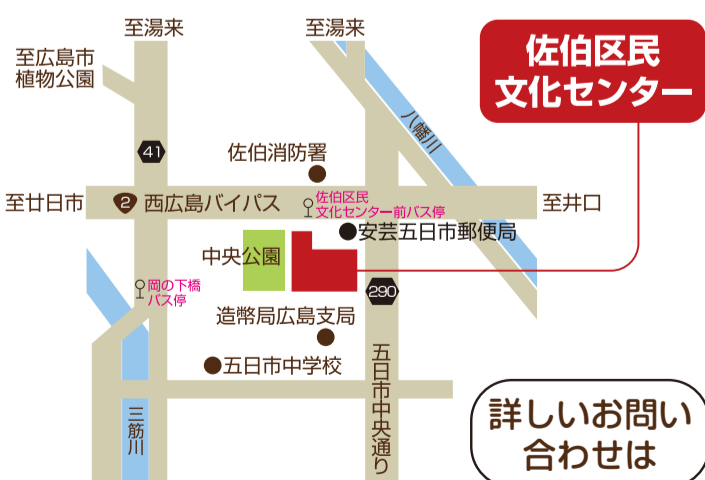 至湯来
至湯来
佐伯区民
文化センター
至広島市
植物公園
八幡川
41
佐伯消防署
至廿日市
2
西広島バイパス
佐伯区民
文化センター前バス停
至井口
安芸五日市郵便局
中央公園
岡の下橋
バス停
290
造幣局広島支局
五日市中学校
五日市中央通り
三筋川
詳しいお問い
合わせは